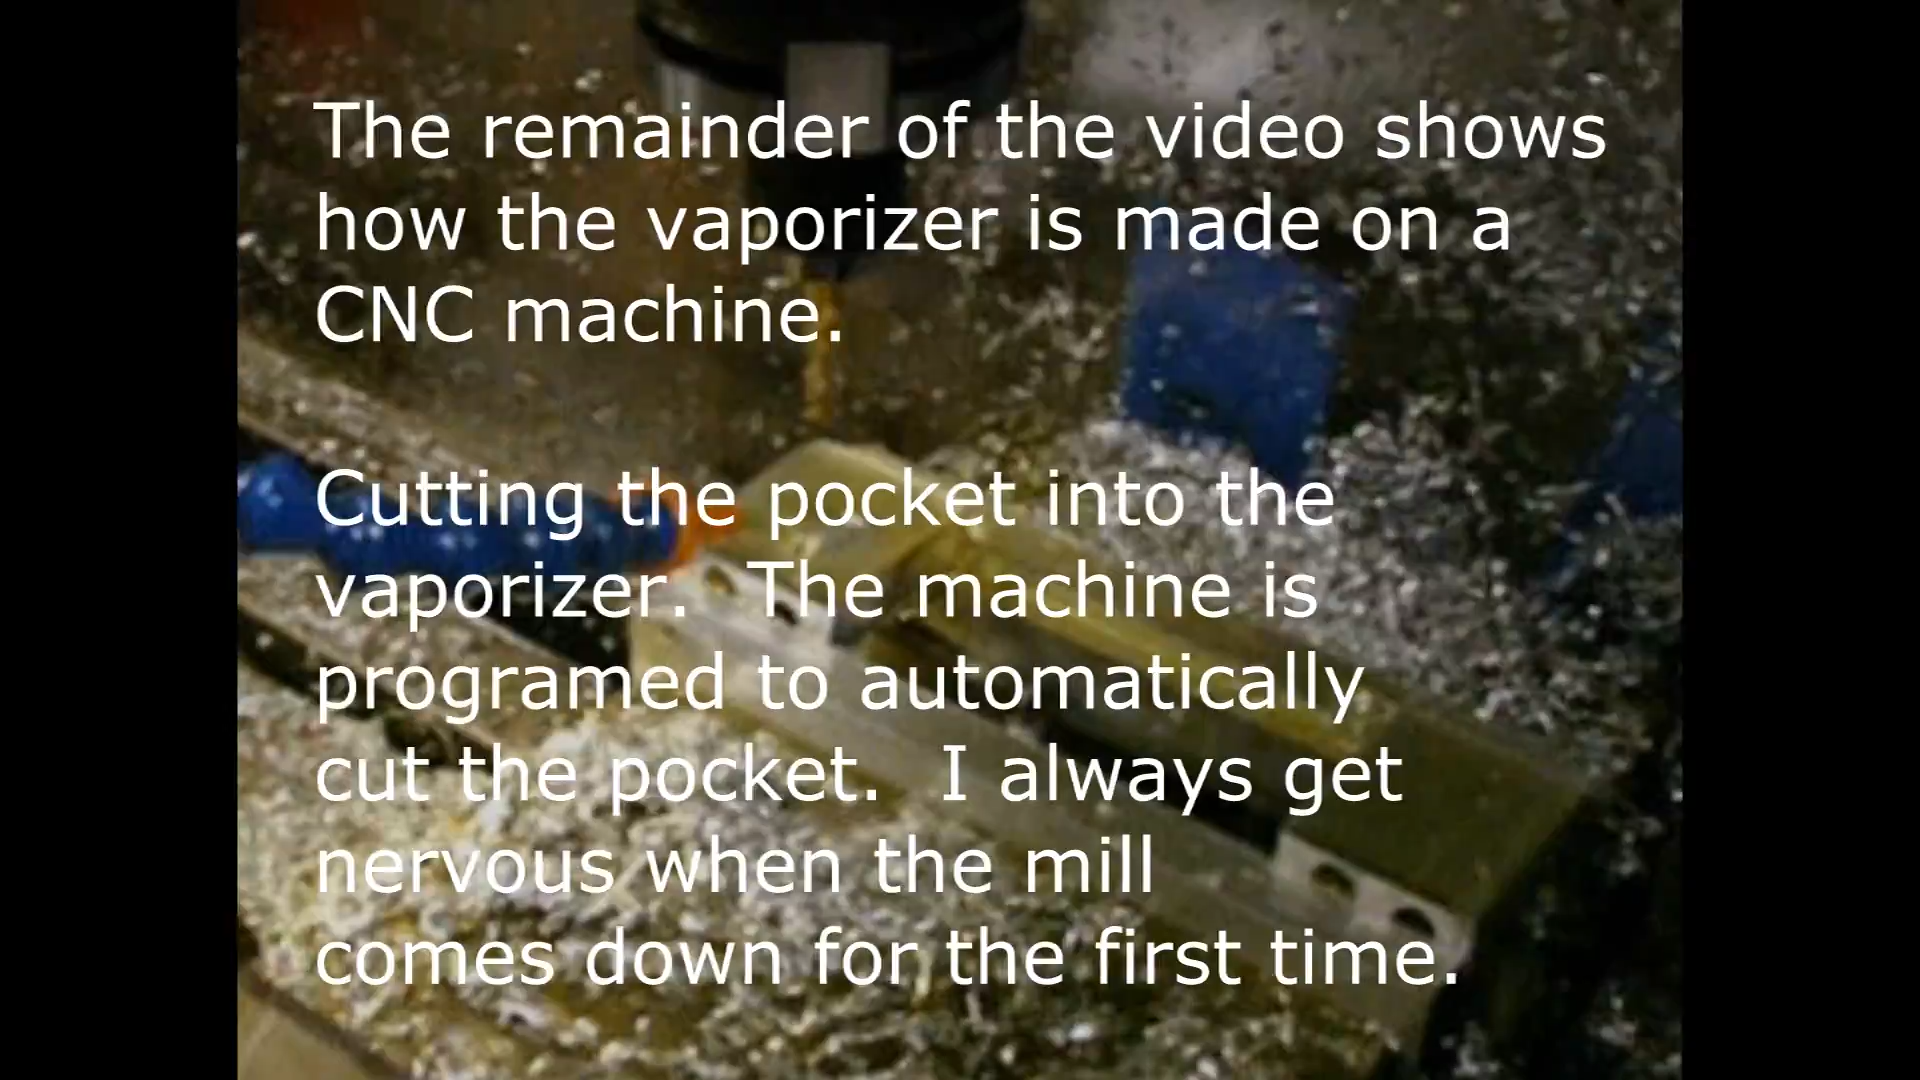 The remainder of the video shows
how the vaporizer is made on a
CNC machine.
Cutting the pocket into the
vaporizer.  The machine is
programed to automatically
cut the pocket.  I always get
nervous when the mill
comes down for the first time.